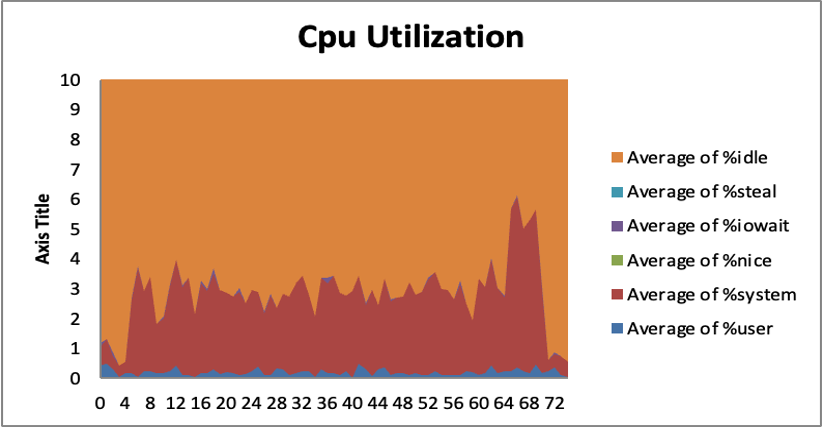 Cpu Utilization
10
9
8
7
6
5
4
3
2
1
0
Axis Title
0 4 8 12 16 20 24 28 32 36 40 44 48 52 56 60 64 68 72
Average of %idle
Average of %steal
Average of %iowait
Average of %nice
Average of %system
Average of %user